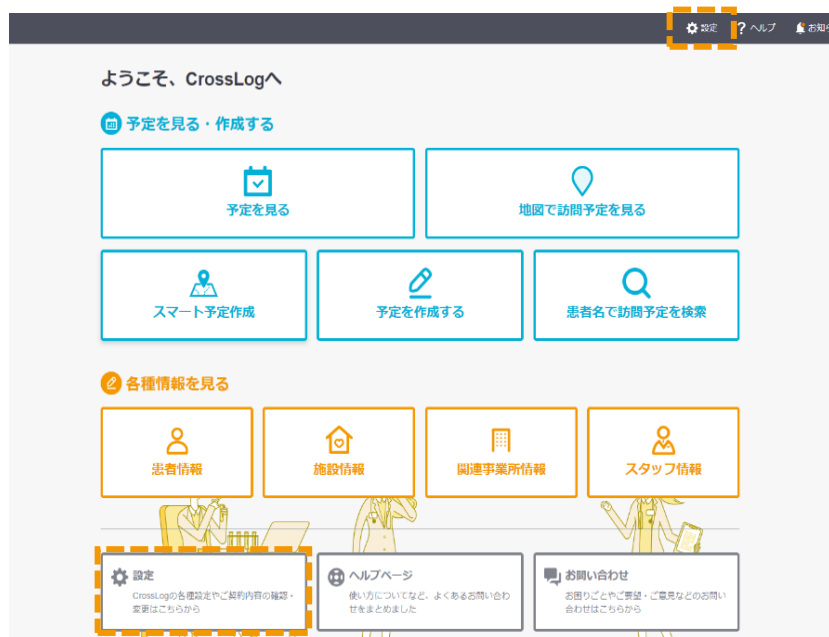 設定 ? ヘルプ お知ら
ようこそ、CrossLogへ
予定を見る・作成する
予定を見る
地図で訪問予定を見る
スマート予定作成
予定を作成する
患者名で訪問予定を検索
各種情報を見る
患者情報
施設情報
関連事業所情報
スタッフ情報
設定
CrossLogの各種設定やご契約内容の確認・
変更はこちらから
ヘルプページ
使い方についてなど、よくあるお問い合わ
せをまとめました
お問い合わせ
お困りごとやご要望・ご意見などのお問い
合わせはこちらから